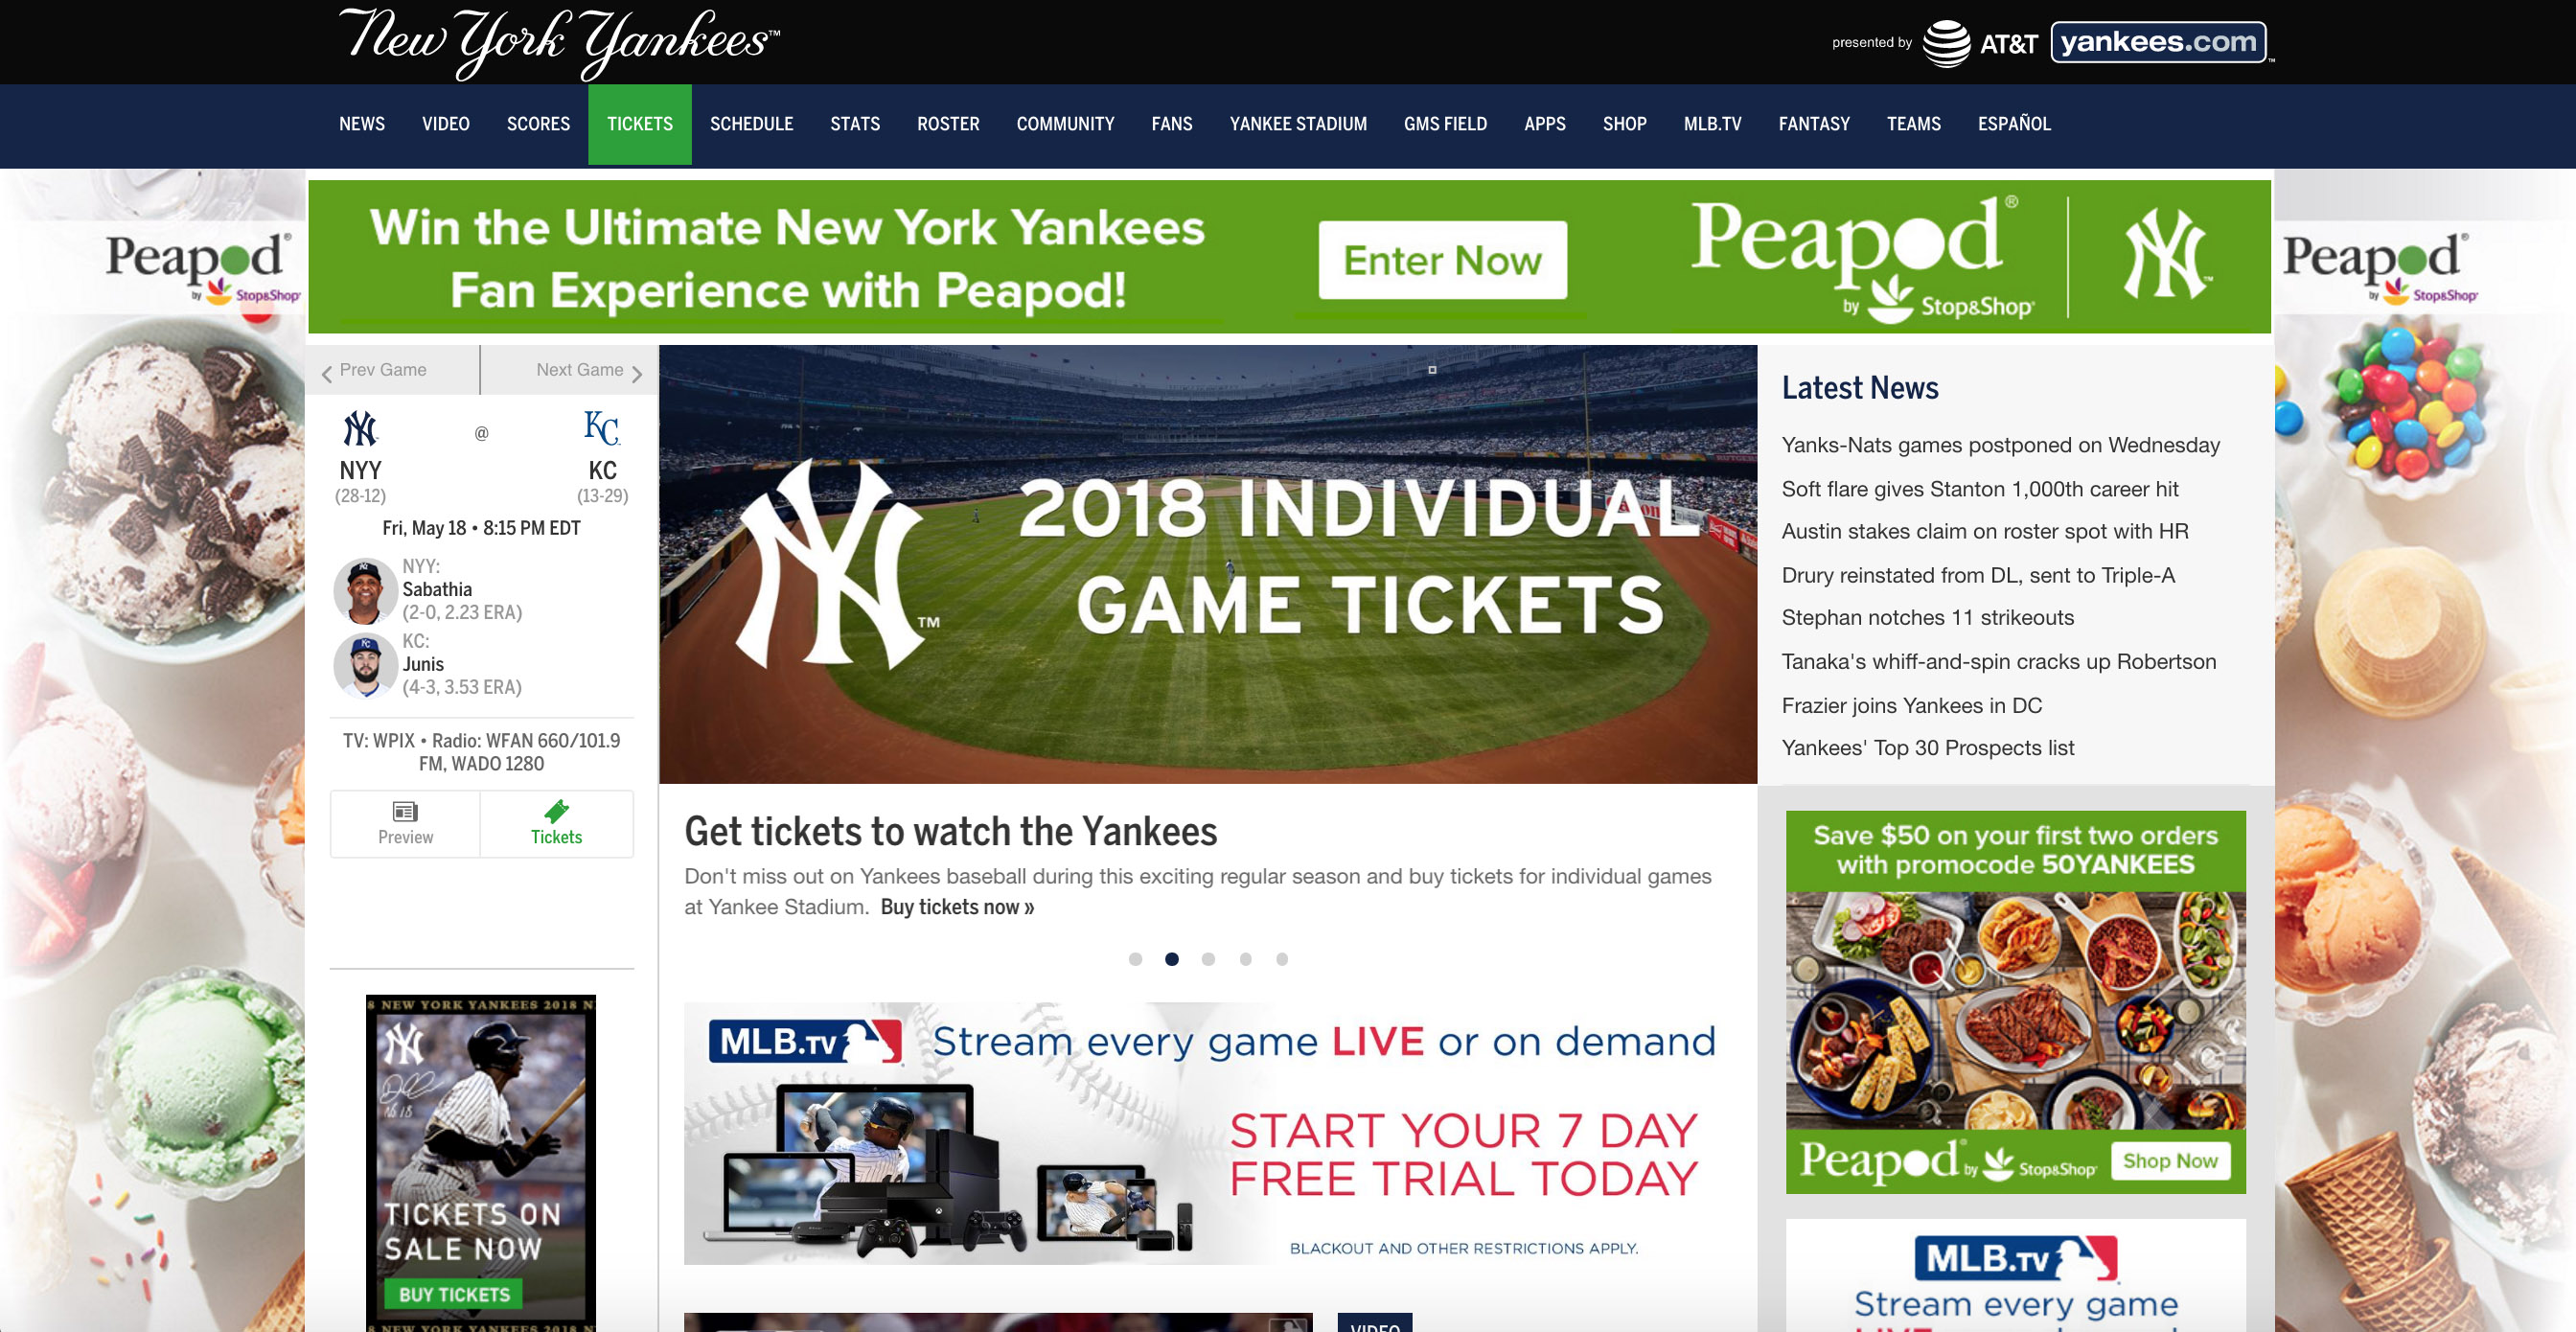 New York Yankees™
presented by AT&T yankees.com™
NEWS VIDEO SCORES TICKETS SCHEDULE STATS ROSTER COMMUNITY FANS YANKEE STADIUM GMS FIELD APPS SHOP MLB.TV FANTASY TEAMS ESPAÑOL
Peapod®
by Stop&Shop®
Win the Ultimate New York Yankees
Fan Experience with Peapod!
Enter Now
Peapod®
by Stop&Shop®
NY™
Peapod®
by Stop&Shop®
Prev Game
Next Game
NY
@
KC
NYY
KC
(28-12)
(13-29)
Fri, May 18 • 8:15 PM EDT
NYY:
Sabathia
(2-0, 2.23 ERA)
KC:
Junis
(4-3, 3.53 ERA)
TV: WPIX • Radio: WFAN 660/101.9
FM, WADO 1280
Preview
Tickets
8 NEW YORK YANKEES 2018 N
NY
No 18
TICKETS ON
SALE NOW
BUY TICKETS
8 NEW YORK YANKEES 2018 N
NY™
2018 INDIVIDUAL
GAME TICKETS
Get tickets to watch the Yankees
Don't miss out on Yankees baseball during this exciting regular season and buy tickets for individual games
at Yankee Stadium. Buy tickets now »
MLB.TV Stream every game LIVE or on demand
START YOUR 7 DAY
FREE TRIAL TODAY
BLACKOUT AND OTHER RESTRICTIONS APPLY.
VIDEO
Latest News
Yanks-Nats games postponed on Wednesday
Soft flare gives Stanton 1,000th career hit
Austin stakes claim on roster spot with HR
Drury reinstated from DL, sent to Triple-A
Stephan notches 11 strikeouts
Tanaka's whiff-and-spin cracks up Robertson
Frazier joins Yankees in DC
Yankees' Top 30 Prospects list
Save $50 on your first two orders
with promocode 50YANKEES
Peapod® by Stop&Shop®
Shop Now
MLB.TV
Stream every game
LIVE